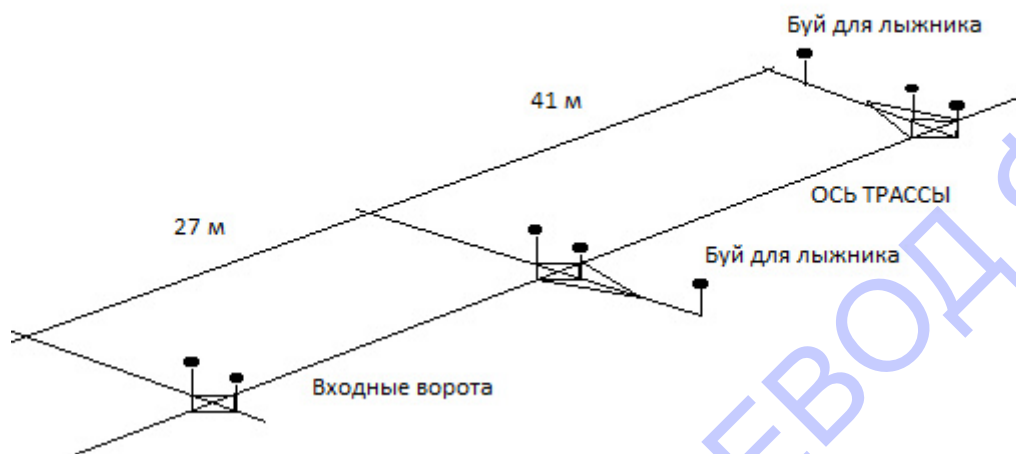 Буй для лыжника
41 м
ОСЬ ТРАССЫ
27 м
Буй для лыжника
Входные ворота